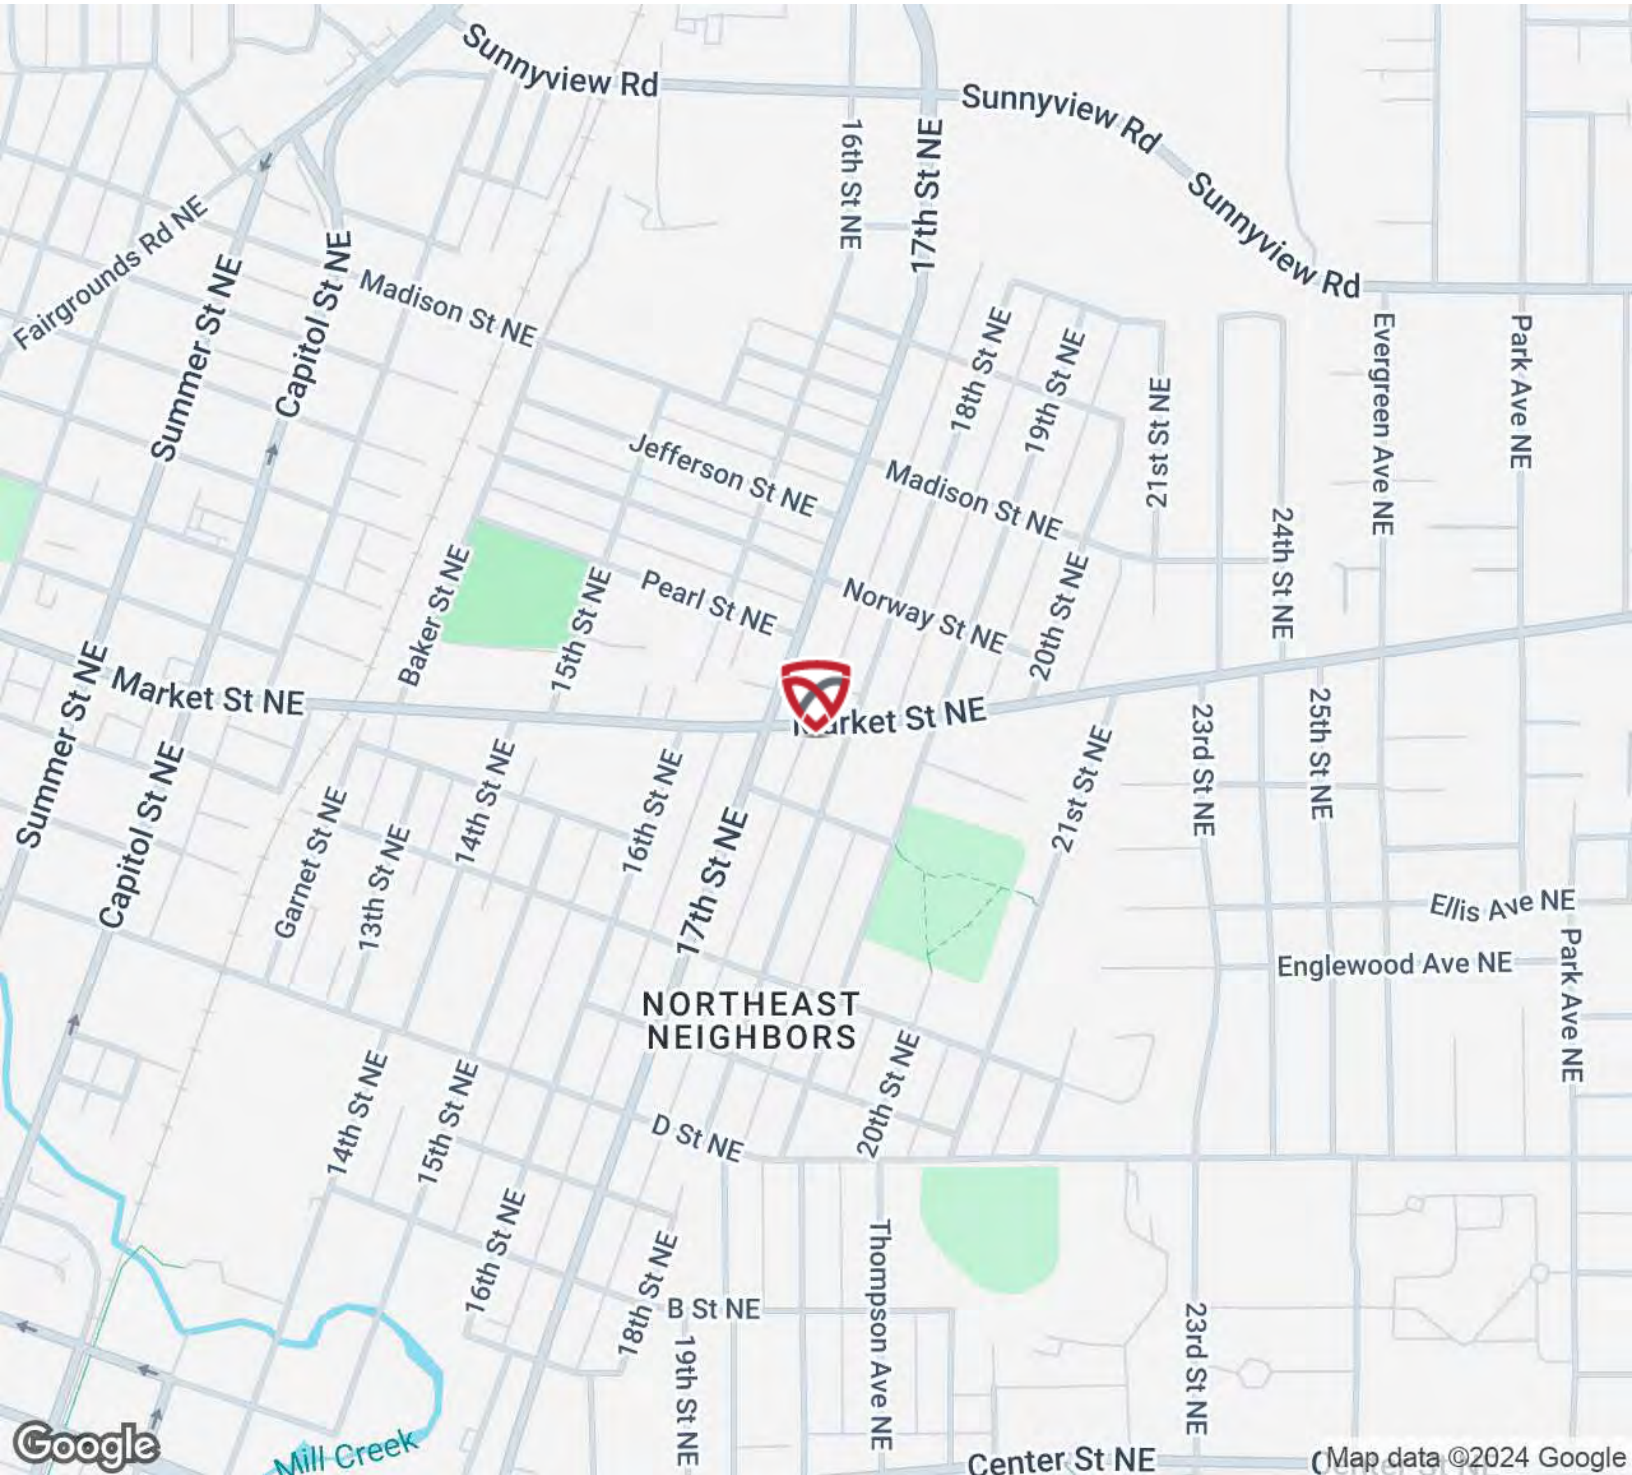 Sunnyview Rd
Sunnyview Rd
Sunnyview Rd
16th St NE
17th St NE
Fairgrounds Rd NE
Summer St NE
Capitol St NE
Madison St NE
18th St NE
19th St NE
21st St NE
Evergreen Ave NE
Park Ave NE
Jefferson St NE
Madison St NE
24th St NE
Baker St NE
15th St NE
Pearl St NE
Norway St NE
20th St NE
Summer St NE
Market St NE
Market St NE
25th St NE
23rd St NE
21st St NE
Capitol St NE
Garnet St NE
13th St NE
14th St NE
16th St NE
17th St NE
Ellis Ave NE
Englewood Ave NE
Park Ave NE
NORTHEAST
NEIGHBORS
14th St NE
15th St NE
D St NE
20th St NE
16th St NE
18th St NE
B St NE
19th St NE
Thompson Ave NE
23rd St NE
Mill Creek
Center St NE
Google
Map data ©2024 Google